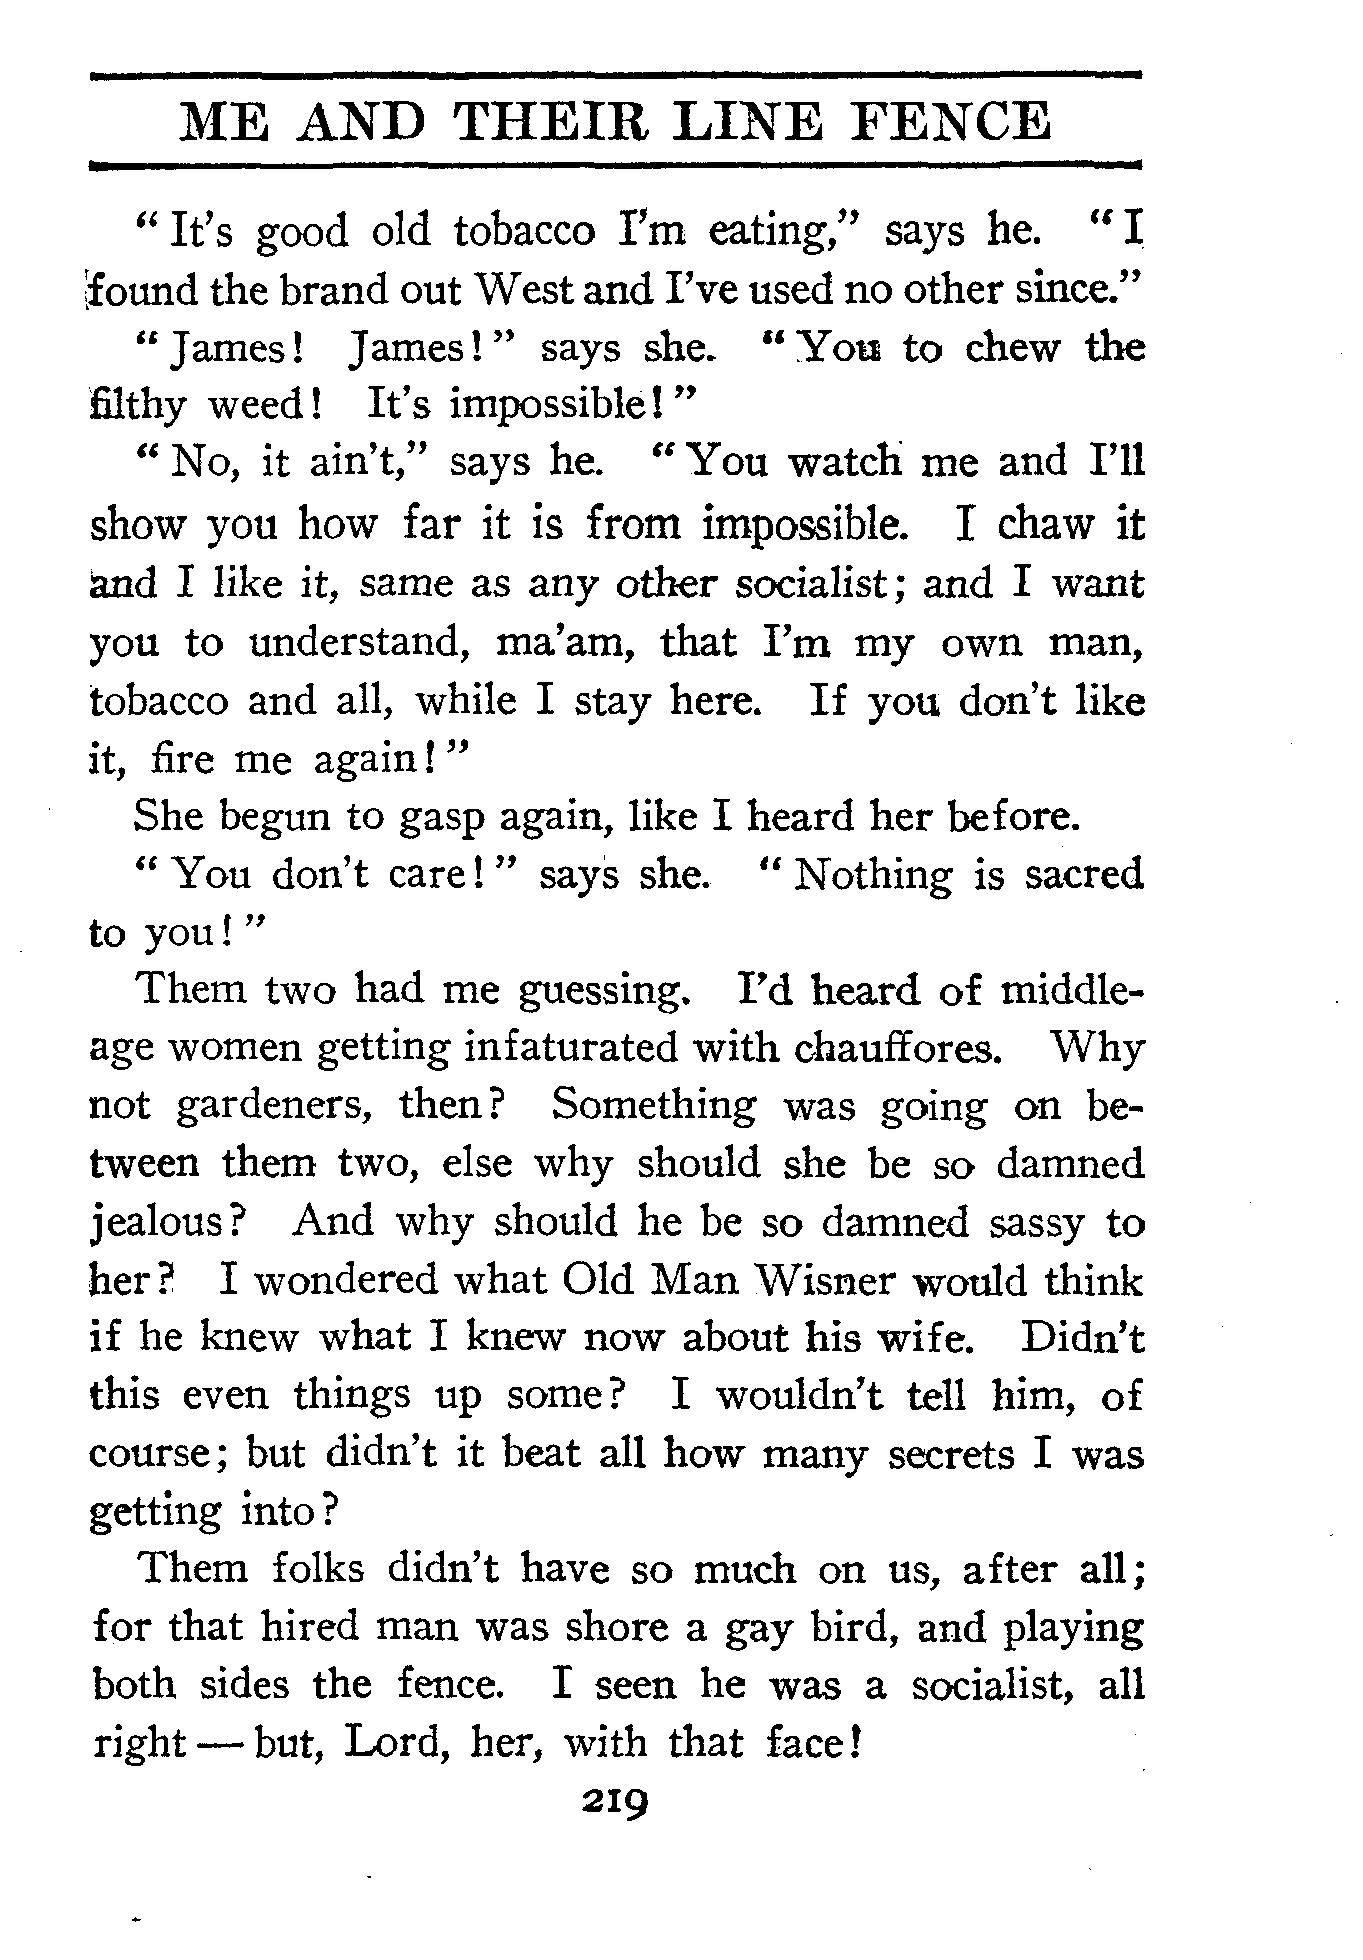 ME AND THEIR LINE FENCE
“ It’s good old tobacco I’m eating,” says he. “ I
found the brand out West and I’ve used no other since.”
“ James! James! ” says she. “ You to chew the
filthy weed! It’s impossible! ”
“ No, it ain’t,” says he. “ You watch me and I’ll
show you how far it is from impossible. I chaw it
and I like it, same as any other socialist; and I want
you to understand, ma’am, that I’m my own man,
tobacco and all, while I stay here. If you don’t like
it, fire me again! ”
She begun to gasp again, like I heard her before.
“ You don’t care! ” says she. “ Nothing is sacred
to you! ”
Them two had me guessing. I’d heard of middle-
age women getting infaturated with chauffores. Why
not gardeners, then? Something was going on be-
tween them two, else why should she be so damned
jealous? And why should he be so damned sassy to
her? I wondered what Old Man Wisner would think
if he knew what I knew now about his wife. Didn’t
this even things up some? I wouldn’t tell him, of
course; but didn’t it beat all how many secrets I was
getting into?
Them folks didn’t have so much on us, after all;
for that hired man was shore a gay bird, and playing
both sides the fence. I seen he was a socialist, all
right — but, Lord, her, with that face!
219